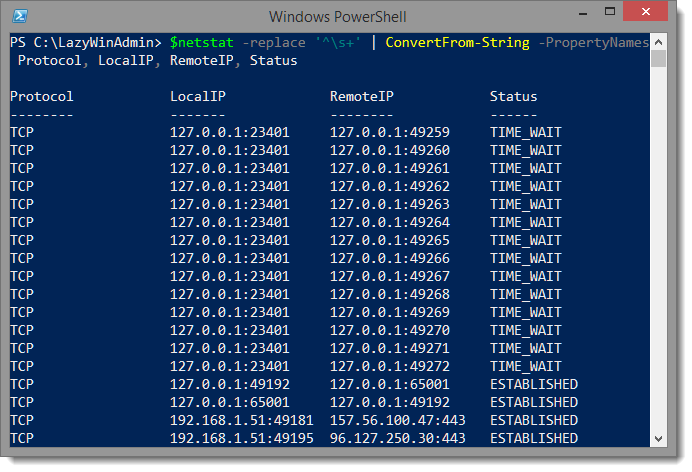 Windows PowerShell
PS C:\LazyWinAdmin> $netstat -replace '^\s+' | ConvertFrom-String -PropertyNames
Protocol, LocalIP, RemoteIP, Status
Protocol LocalIP RemoteIP Status
-------- ------- -------- ------
TCP 127.0.0.1:23401 127.0.0.1:49259 TIME_WAIT
TCP 127.0.0.1:23401 127.0.0.1:49260 TIME_WAIT
TCP 127.0.0.1:23401 127.0.0.1:49261 TIME_WAIT
TCP 127.0.0.1:23401 127.0.0.1:49262 TIME_WAIT
TCP 127.0.0.1:23401 127.0.0.1:49263 TIME_WAIT
TCP 127.0.0.1:23401 127.0.0.1:49264 TIME_WAIT
TCP 127.0.0.1:23401 127.0.0.1:49265 TIME_WAIT
TCP 127.0.0.1:23401 127.0.0.1:49266 TIME_WAIT
TCP 127.0.0.1:23401 127.0.0.1:49267 TIME_WAIT
TCP 127.0.0.1:23401 127.0.0.1:49268 TIME_WAIT
TCP 127.0.0.1:23401 127.0.0.1:49269 TIME_WAIT
TCP 127.0.0.1:23401 127.0.0.1:49270 TIME_WAIT
TCP 127.0.0.1:23401 127.0.0.1:49271 TIME_WAIT
TCP 127.0.0.1:23401 127.0.0.1:49272 TIME_WAIT
TCP 127.0.0.1:49192 127.0.0.1:65001 ESTABLISHED
TCP 127.0.0.1:65001 127.0.0.1:49192 ESTABLISHED
TCP 192.168.1.51:49181 157.56.100.47:443 ESTABLISHED
TCP 192.168.1.51:49195 96.127.250.30:443 ESTABLISHED